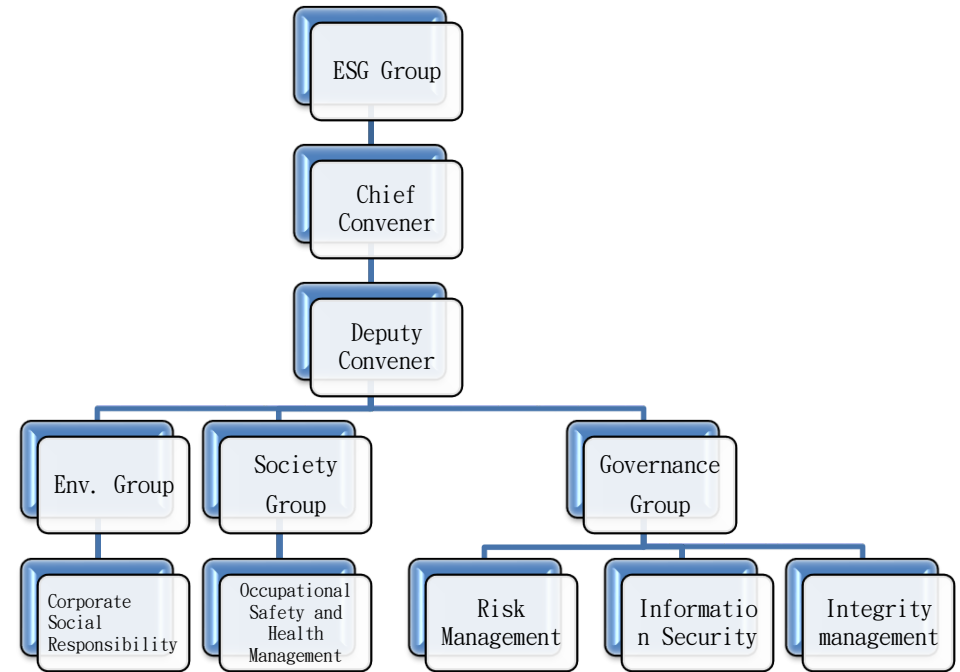 ESG Group
Chief
Convener
Deputy
Convener
Env. Group
Society
Group
Governance
Group
Corporate
Social
Responsibility
Occupational
Safety and
Health
Management
Risk
Management
Informatio
n Security
Integrity
management